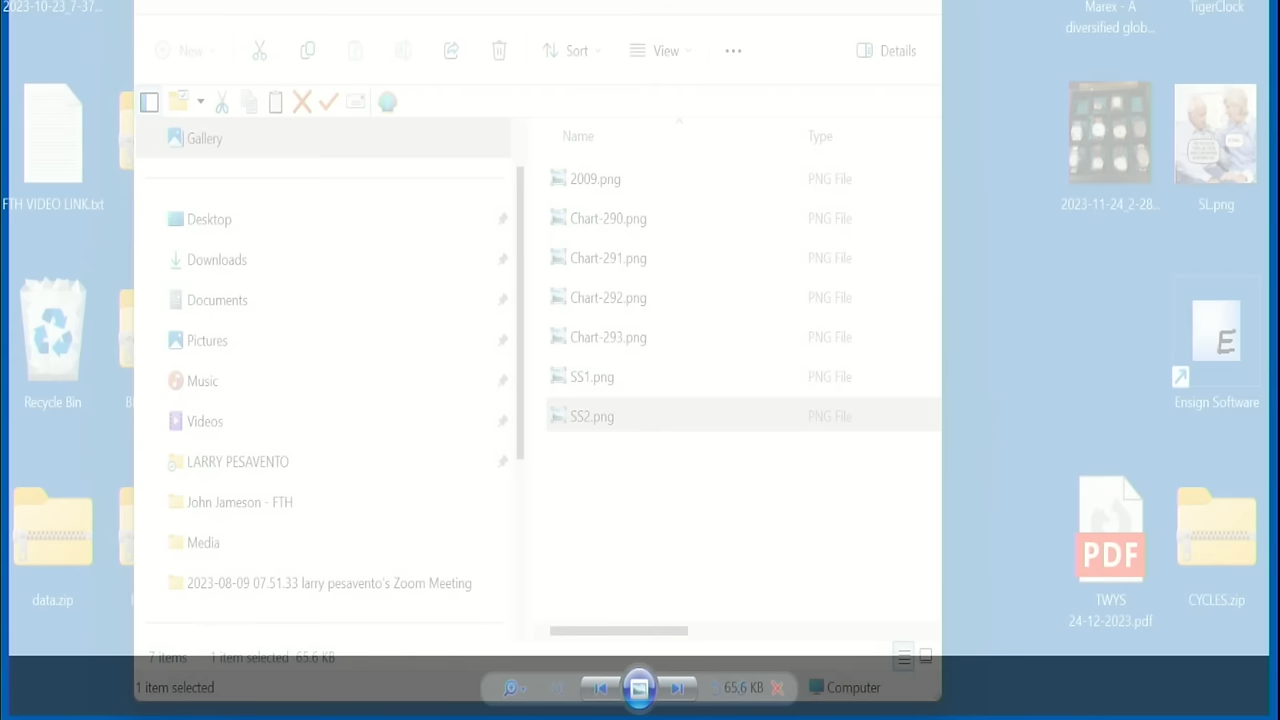 2023-10-23_7-37...
Marex - A
diversified glob...
TigerClock
New
Sort
View
Details
Gallery
Name
Type
2009.png
PNG File
FTH VIDEO LINK.txt
2023-11-24_2-28...
SL.png
Desktop
Chart-290.png
PNG File
Downloads
Chart-291.png
PNG File
Documents
Chart-292.png
PNG File
Pictures
Chart-293.png
PNG File
Music
SS1.png
PNG File
Recycle Bin
Ensign Software
Videos
SS2.png
PNG File
LARRY PESAVENTO
John Jameson - FTH
Media
PDF
2023-08-09 07.51.33 larry pesavento's Zoom Meeting
data.zip
TWYS
24-12-2023.pdf
CYCLES.zip
7 items
1 item selected 65.6 KB
1 item selected
65.6 KB
Computer